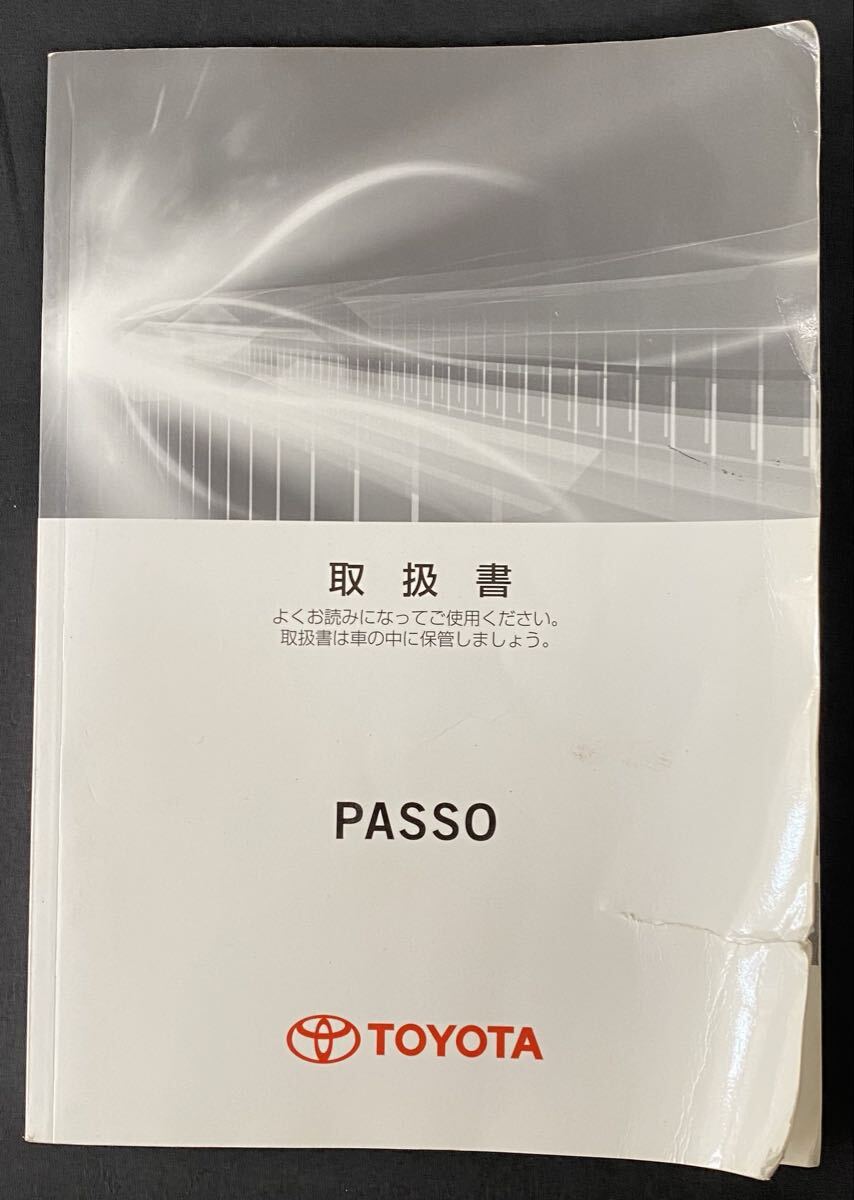 取扱書
よくお読みになってご使用ください。
取扱書は車の中に保管しましょう。
PASSO
TOYOTA